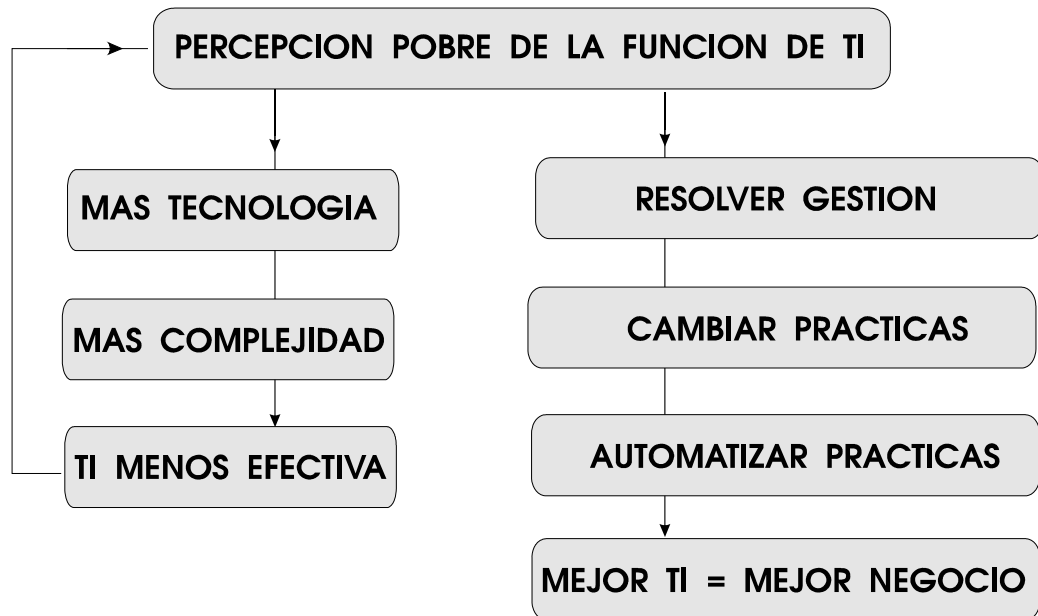 PERCEPCION POBRE DE LA FUNCION DE TI
MAS TECNOLOGIA
MAS COMPLEJIDAD
TI MENOS EFECTIVA
RESOLVER GESTION
CAMBIAR PRACTICAS
AUTOMATIZAR PRACTICAS
MEJOR TI = MEJOR NEGOCIO